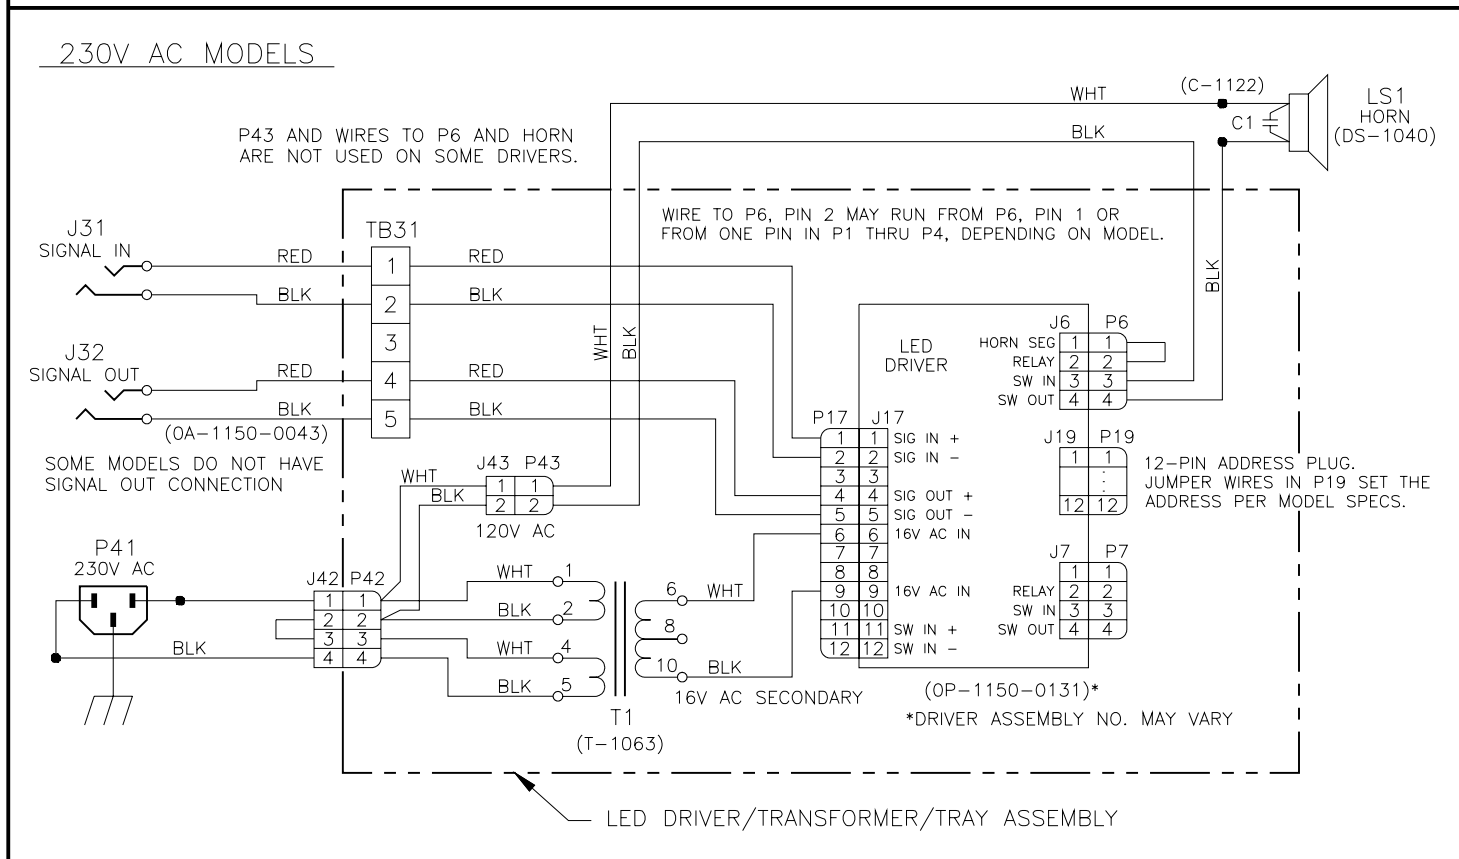 230V AC MODELS
P43 AND WIRES TO P6 AND HORN
ARE NOT USED ON SOME DRIVERS.
WHT
(C-1122)
C1
LS1
HORN
(DS-1040)
BLK
WIRE TO P6, PIN 2 MAY RUN FROM P6, PIN 1 OR
FROM ONE PIN IN P1 THRU P4, DEPENDING ON MODEL.
BLK
J31
SIGNAL IN
RED
BLK
TB31
1
2
3
4
5
RED
BLK
WHT
BLK
J32
SIGNAL OUT
RED
BLK
(0A-1150-0043)
RED
BLK
SOME MODELS DO NOT HAVE
SIGNAL OUT CONNECTION
LED
DRIVER
J6 P6
HORN SEG 1 1
RELAY 2 2
SW IN 3 3
SW OUT 4 4
P17 J17
1 1 SIG IN +
2 2 SIG IN -
3 3
4 4 SIG OUT +
5 5 SIG OUT -
6 6 16V AC IN
7 7
8 8
9 9 16V AC IN
10 10
11 11 SW IN +
12 12 SW IN -
J19 P19
1 1
12 12
12-PIN ADDRESS PLUG.
JUMPER WIRES IN P19 SET THE
ADDRESS PER MODEL SPECS.
J7 P7
1 1
RELAY 2 2
SW IN 3 3
SW OUT 4 4
WHT
BLK
J43 P43
1 1
2 2
120V AC
P41
230V AC
BLK
J42 P42
1 1
2 2
3 3
4 4
WHT 1
BLK 2
WHT 4
BLK 5
6 WHT
8
10 BLK
16V AC SECONDARY
T1
(T-1063)
(0P-1150-0131)*
*DRIVER ASSEMBLY NO. MAY VARY
LED DRIVER/TRANSFORMER/TRAY ASSEMBLY